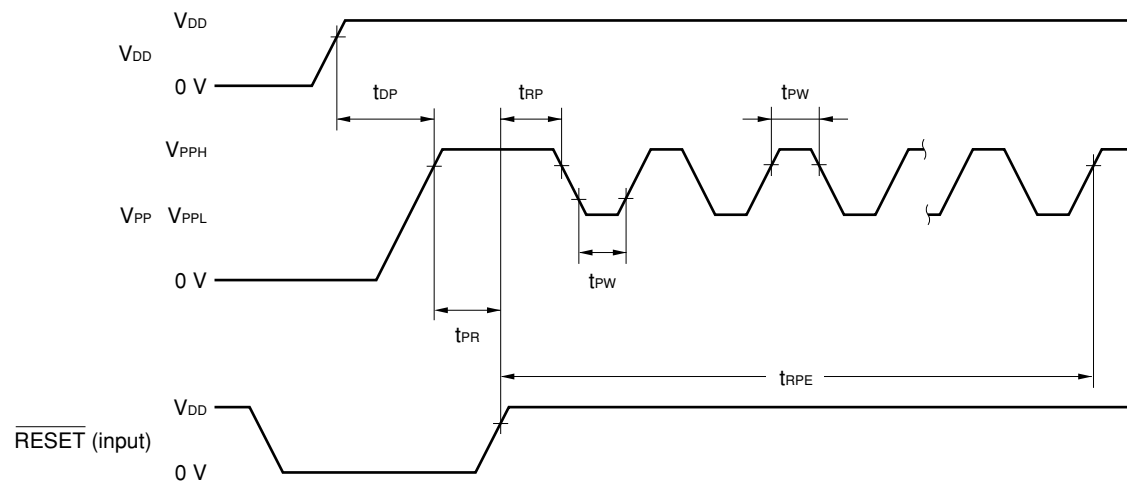 VDD
VDD
0 V
tDP
tRP
tPW
VPPH
VPP VPPL
tPW
0 V
tPR
tRPE
VDD
RESET (input)
0 V